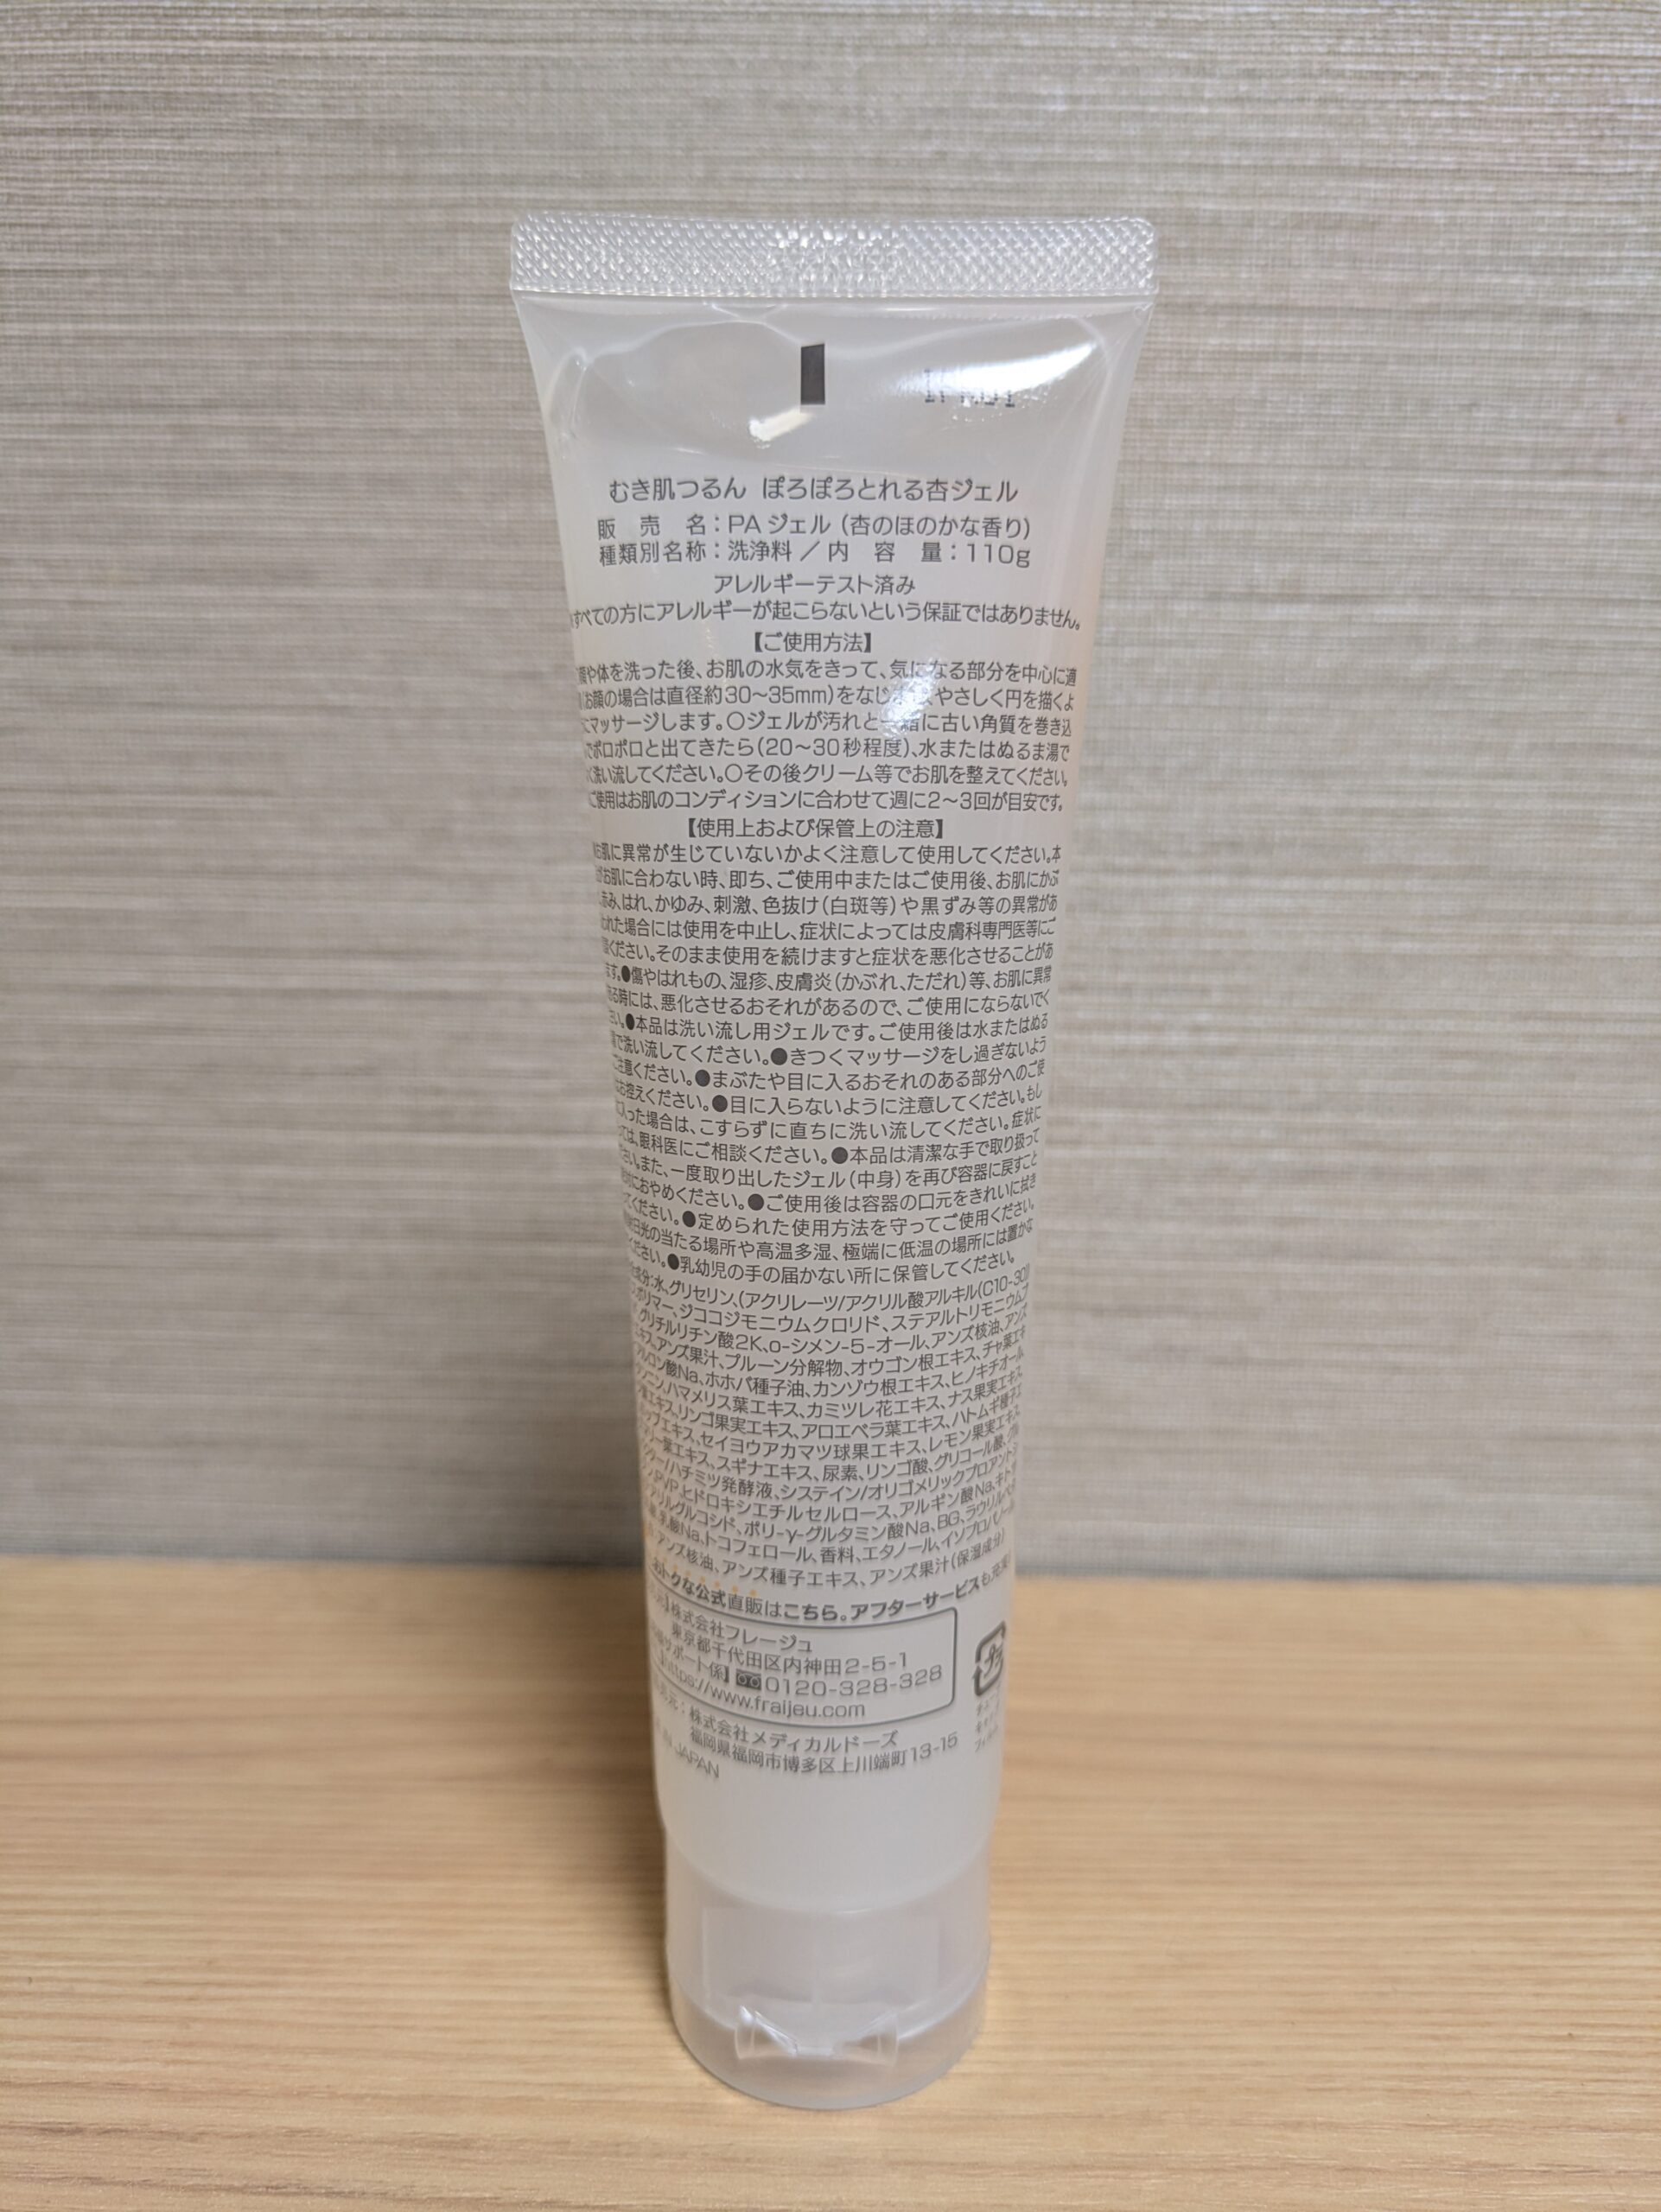 むき肌つるん ぽろぽろとれる杏ジェル
販 売 名：PA ジェル (杏のほのかな香り)
種類別名称：洗浄料／内 容 量：110g
アレルギーテスト済み
すべての方にアレルギーが起こらないという保証ではありません。
【ご使用方法】
や体を洗った後、お肌の水気をきって、気になる部分を中心に適
お顔の場合は直径約30〜35mm)をなじ やさしく円を描くよ
マッサージします。○ジェルが汚れと一緒に古い角質を巻き込
でポロポロと出てきたら(20〜30秒程度)、水またはぬるま湯で
洗い流してください。○その後クリーム等でお肌を整えてください。
ご使用はお肌のコンディションに合わせて週に2〜3回が目安です。
【使用上および保管上の注意】
お肌に異常が生じていないかよく注意して使用してください。本
お肌に合わない時、即ち、ご使用中またはご使用後、お肌にかぶ
赤み、はれ、かゆみ、刺激、色抜け(白斑等)や黒ずみ等の異常があ
れた場合には使用を中止し、症状によっては皮膚科専門医等にご
ください。そのまま使用を続けますと症状を悪化させることがあ
す。●傷やはれもの、湿疹、皮膚炎(かぶれ、ただれ)等、お肌に異常
る時には、悪化させるおそれがあるので、ご使用にならないでく
い。●本品は洗い流し用ジェルです。ご使用後は水またはぬる
で洗い流してください。●きつくマッサージをし過ぎないよう
注意ください。●まぶたや目に入るおそれのある部分へのご使
お控えください。●目に入らないように注意してください。もし
入った場合は、こすらずに直ちに洗い流してください。症状に
ては、眼科医にご相談ください。●本品は清潔な手で取り扱って
い。また、一度取り出したジェル(中身)を再び容器に戻すこと
におやめください。●ご使用後は容器の口元をきれいに拭き
てください。●定められた使用方法を守ってご使用ください。
日光の当たる場所や高温多湿、極端に低温の場所には置かな
ださい。●乳幼児の手の届かない所に保管してください。
成分：水、グリセリン、(アクリレーツ/アクリル酸アルキル(C10-30))
ポリマー、ジココジモニウムクロリド、ステアルトリモニウムブ
グリチルリチン酸2K、o-シメン-5-オール、アンズ核油、アンズ
エキス、アンズ果汁、プルーン分解物、オウゴン根エキス、チャ葉エキ
ルロン酸Na、ホホバ種子油、カンゾウ根エキス、ヒノキチオール、
ハマメリス葉エキス、カミツレ花エキス、ナス果実エキス、
エキス、リンゴ果実エキス、アロエベラ葉エキス、ハトムギ種子エ
ップエキス、セイヨウアカマツ球果エキス、レモン果実エキス、
リー葉エキス、スギナエキス、尿素、リンゴ酸、グリコール酸、
ター/ハチミツ発酵液、システイン/オリゴメリックプロアントシ
PVP、ヒドロキシエチルセルロース、アルギン酸Na、キト
リルグルコシド、ポリ-γ-グルタミン酸Na、BG、ラウリルベ
乳酸Na、トコフェロール、香料、エタノール、イソプロパノール
アンズ核油、アンズ種子エキス、アンズ果汁(保湿成分)
おトクな公式直販はこちら。アフターサービスも充実
株式会社フレージュ
東京都千代田区内神田2-5-1
サポート係】0120-328-328
https://www.fraijeu.com
元：株式会社メディカルドーズ
福岡県福岡市博多区上川端町13-15
JAPAN
プラ